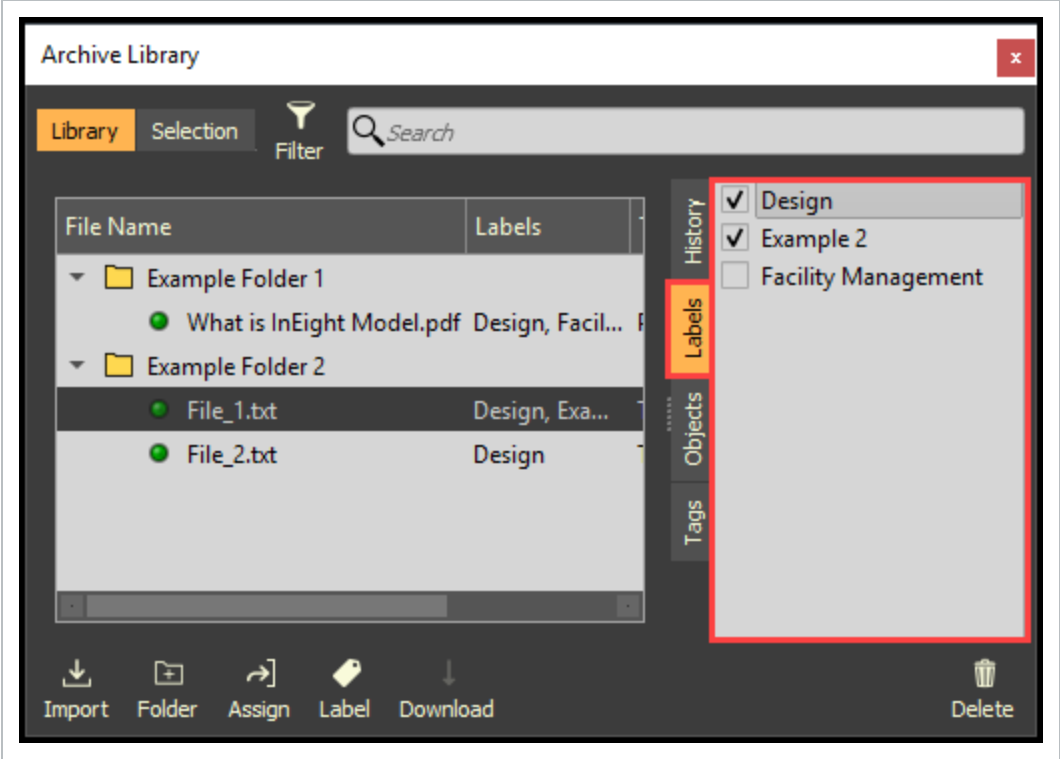 Archive Library
x
Library Selection Filter Search
File Name Labels
Example Folder 1
What is InEight Model.pdf Design, Facil...
Example Folder 2
File_1.txt Design, Exa...
File_2.txt Design
History
Labels
Objects
Tags
Design
Example 2
Facility Management
Import Folder Assign Label Download Delete